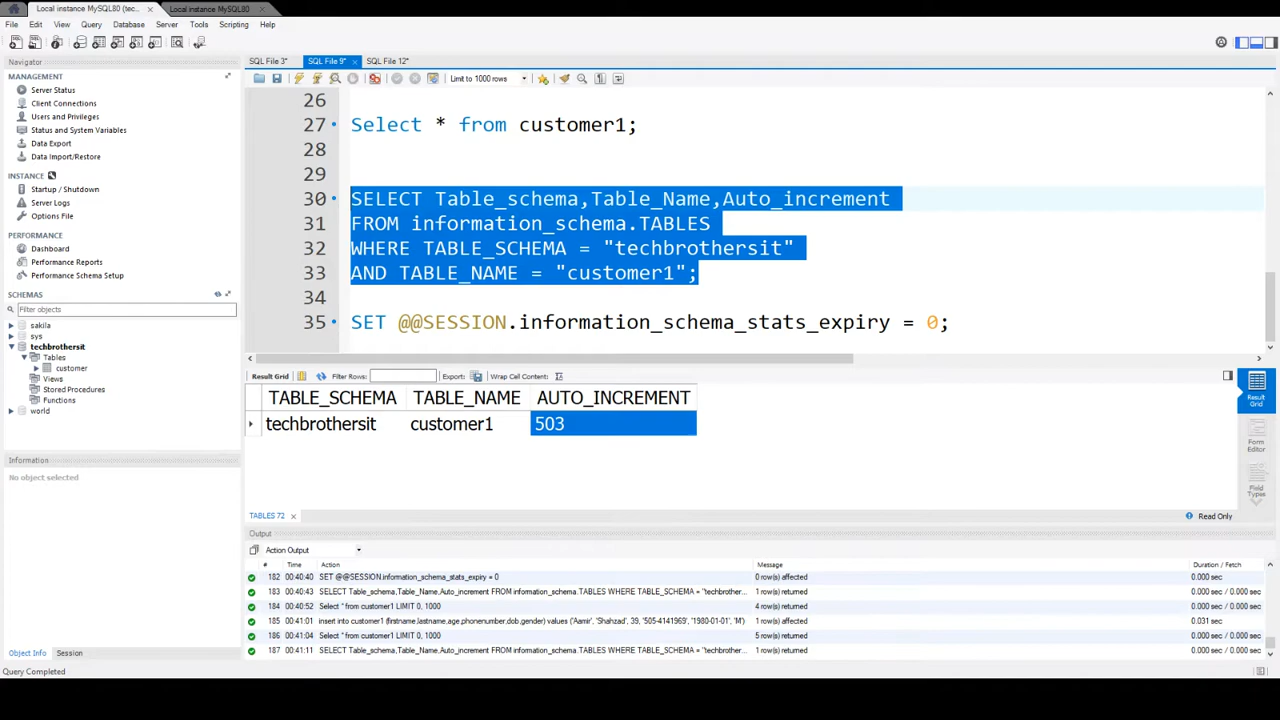 Local instance MySQL80 (tec... ×
Local instance MySQL80 ×
File Edit View Query Database Server Tools Scripting Help
Navigator
MANAGEMENT
Server Status
Client Connections
Users and Privileges
Status and System Variables
Data Export
Data Import/Restore
INSTANCE
Startup / Shutdown
Server Logs
Options File
PERFORMANCE
Dashboard
Performance Reports
Performance Schema Setup
SCHEMAS
Filter objects
sakila
sys
techbrothersit
Tables
customer
Views
Stored Procedures
Functions
world
Information
No object selected
Object Info Session
Query Completed
SQL File 3* SQL File 9* × SQL File 12*
Limit to 1000 rows
26
27 Select * from customer1;
28
29
30 SELECT Table_schema,Table_Name,Auto_increment
31 FROM information_schema.TABLES
32 WHERE TABLE_SCHEMA = "techbrothersit"
33 AND TABLE_NAME = "customer1";
34
35 SET @@SESSION.information_schema_stats_expiry = 0;
Result Grid Filter Rows: Export: Wrap Cell Content:
TABLE_SCHEMA TABLE_NAME AUTO_INCREMENT
techbrothersit customer1 503
Result Grid
Form Editor
Field Types
TABLES 72 ×
Read Only
Output
Action Output
# Time Action Message Duration / Fetch
182 00:40:40 SET @@SESSION.information_schema_stats_expiry = 0 0 row(s) affected 0.000 sec
183 00:40:43 SELECT Table_schema,Table_Name,Auto_increment FROM information_schema.TABLES WHERE TABLE_SCHEMA = "techbrother... 1 row(s) returned 0.000 sec / 0.000 sec
184 00:40:52 Select * from customer1 LIMIT 0, 1000 4 row(s) returned 0.000 sec / 0.000 sec
185 00:41:01 insert into customer1 (firstname,lastname,age,phonenumber,dob,gender) values ('Aamir', 'Shahzad', 39, '505-4141969', '1980-01-01', 'M') 1 row(s) affected 0.031 sec
186 00:41:04 Select * from customer1 LIMIT 0, 1000 5 row(s) returned 0.000 sec / 0.000 sec
187 00:41:11 SELECT Table_schema,Table_Name,Auto_increment FROM information_schema.TABLES WHERE TABLE_SCHEMA = "techbrother... 1 row(s) returned 0.000 sec / 0.000 sec